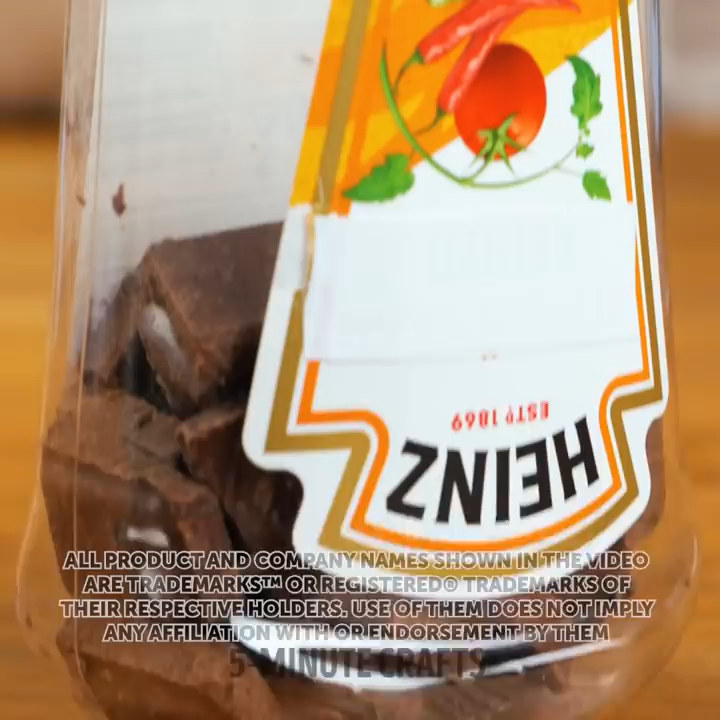 ESTD 1869
HEINZ
ALL PRODUCT AND COMPANY NAMES SHOWN IN THE VIDEO
ARE TRADEMARKS™ OR REGISTERED® TRADEMARKS OF
THEIR RESPECTIVE HOLDERS. USE OF THEM DOES NOT IMPLY
ANY AFFILIATION WITH OR ENDORSEMENT BY THEM
5-MINUTE CRAFTS